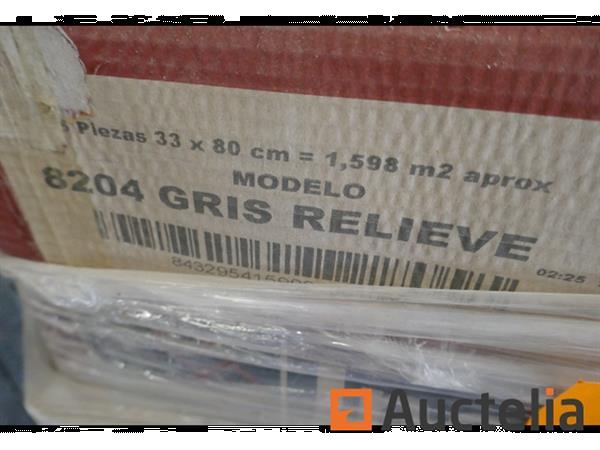 Piezas 33 x 80 cm = 1,598 m2 aprox
MODELO
8204 GRIS RELIEVE
02:25
Auctelia